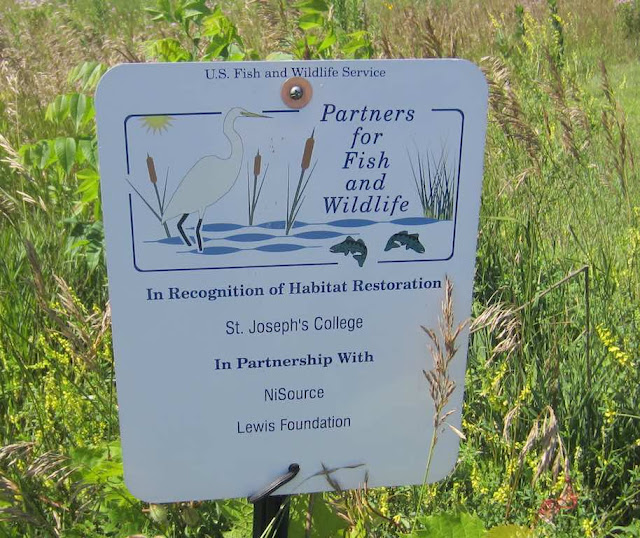 U.S. Fish and Wildlife Service
Partners
for
Fish
and
Wildlife
In Recognition of Habitat Restoration
St. Joseph's College
In Partnership With
NiSource
Lewis Foundation